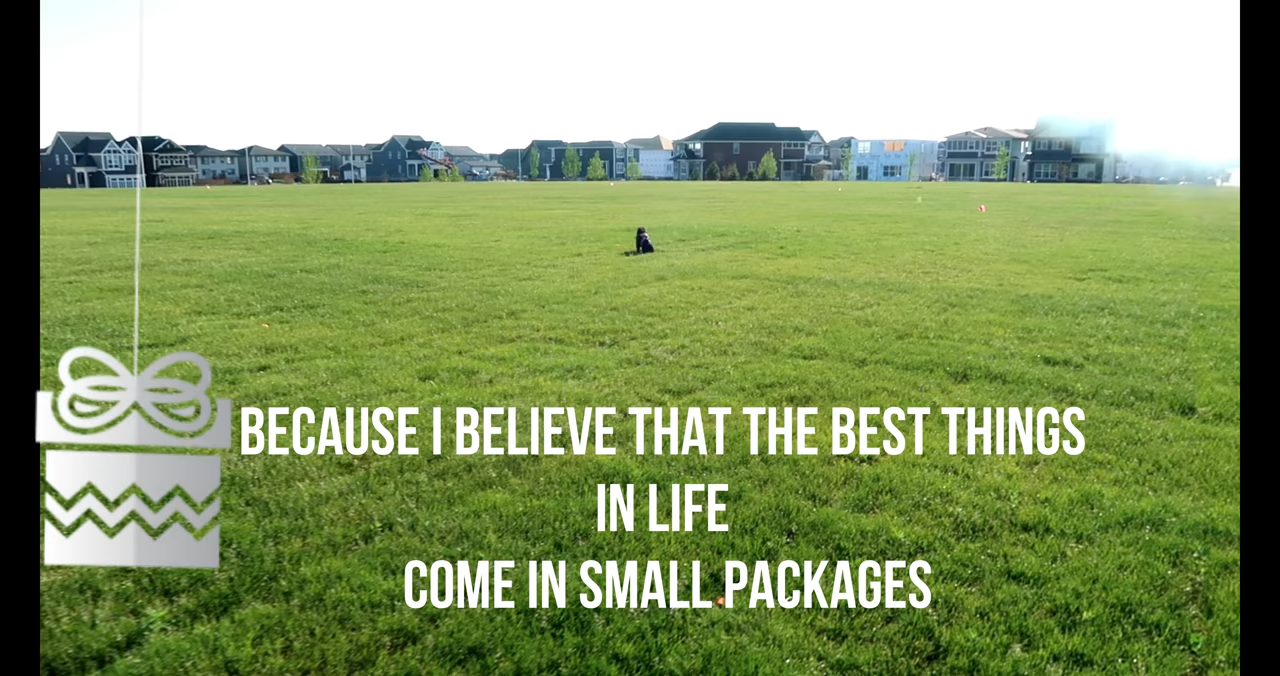 BECAUSE I BELIEVE THAT THE BEST THINGS
IN LIFE
COME IN SMALL PACKAGES